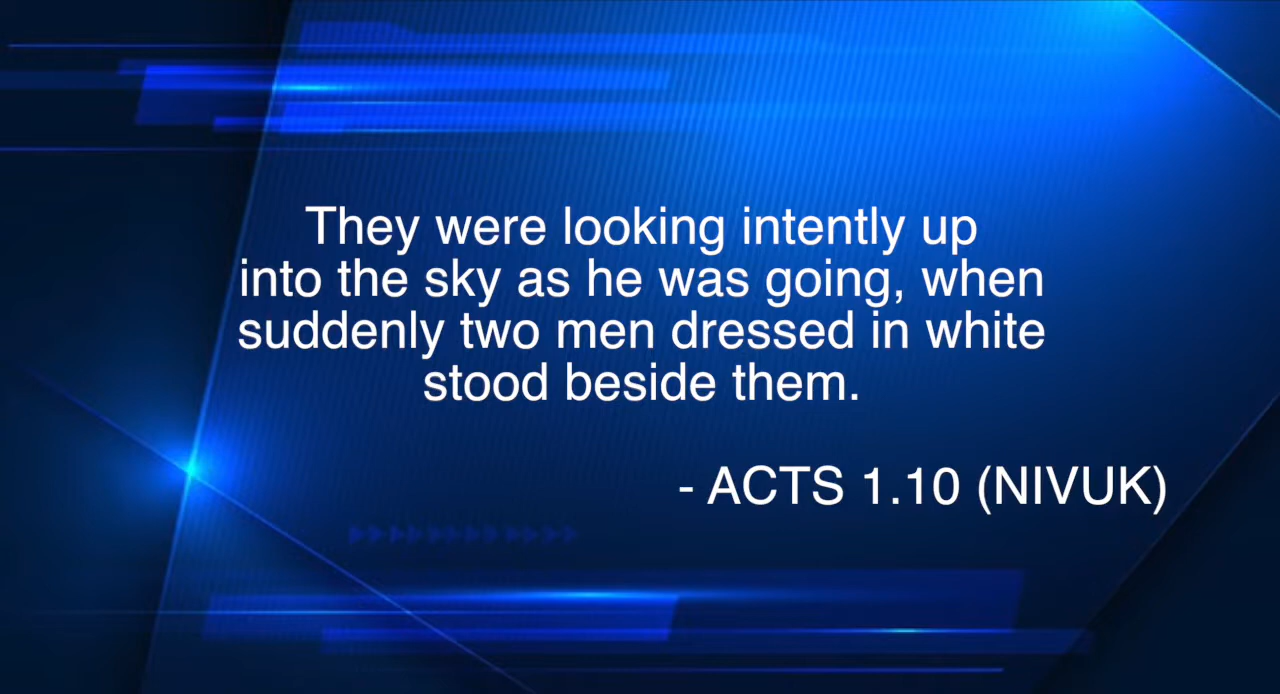 They were looking intently up
into the sky as he was going, when
suddenly two men dressed in white
stood beside them.
- ACTS 1.10 (NIVUK)